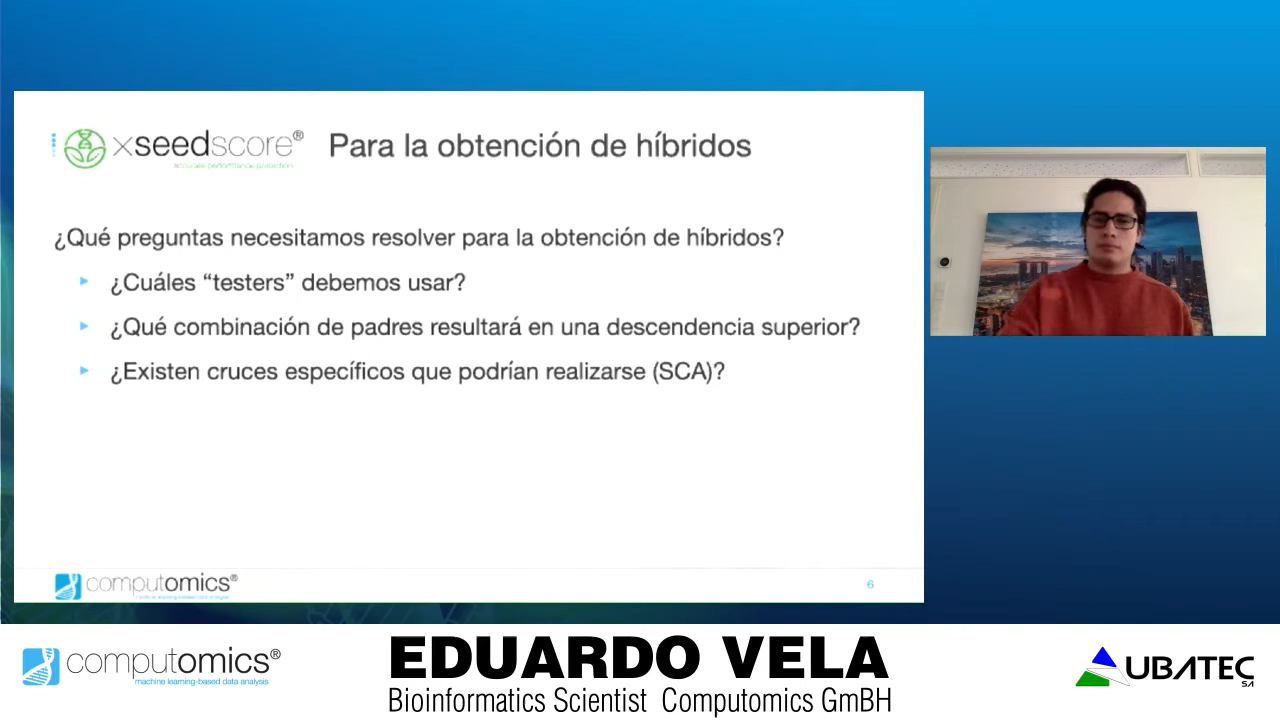 xseedscore®
accurate performance prediction
Para la obtención de híbridos
¿Qué preguntas necesitamos resolver para la obtención de híbridos?
¿Cuáles “testers” debemos usar?
¿Qué combinación de padres resultará en una descendencia superior?
¿Existen cruces específicos que podrían realizarse (SCA)?
computomics®
6
computomics®
machine learning-based data analysis
EDUARDO VELA
Bioinformatics Scientist Computomics GmBH
UBATEC
SA